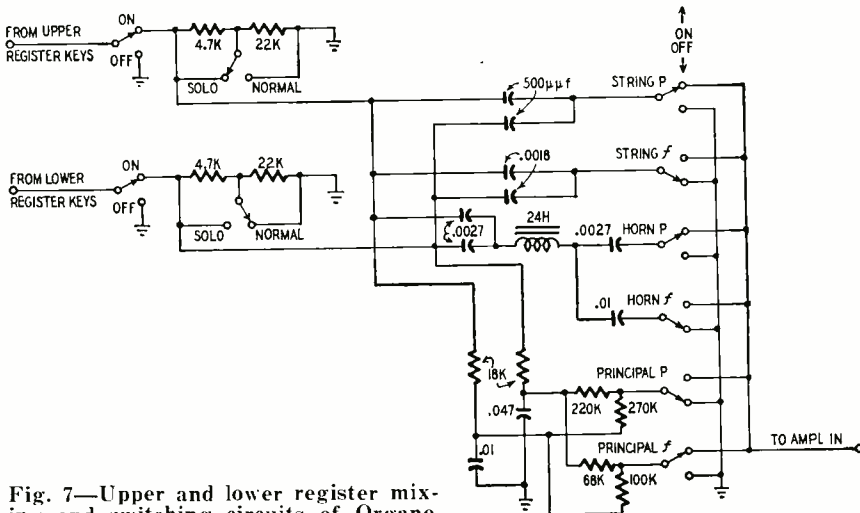 FROM UPPER
REGISTER KEYS
ON
OFF
4.7K
22K
SOLO
NORMAL
ON
OFF
500μμf
STRING P
FROM LOWER
REGISTER KEYS
ON
OFF
4.7K
22K
SOLO
NORMAL
.0018
STRING f
.0027
24H
.0027
HORN P
.01
HORN f
18K
.047
.01
220K
270K
PRINCIPAL P
68K
100K
PRINCIPAL f
TO AMPL IN
Fig. 7—Upper and lower register mix-